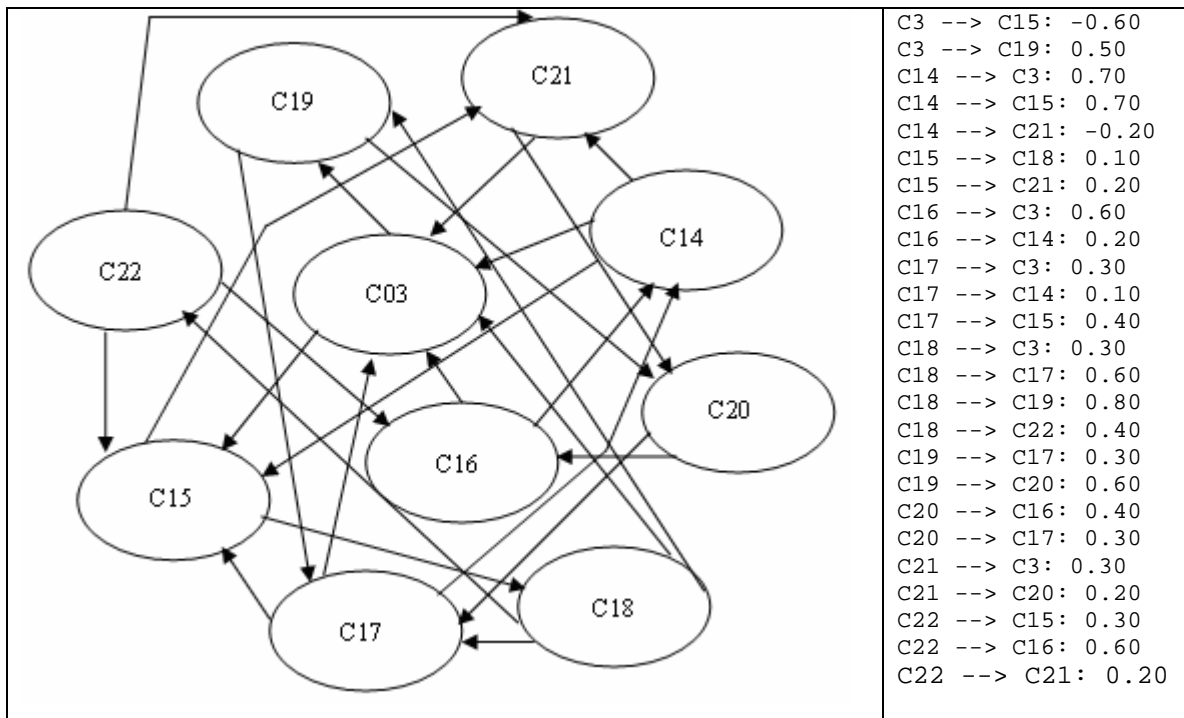 C21
C19
C14
C22
C03
C20
C16
C15
C18
C17
C3 --> C15: -0.60
C3 --> C19: 0.50
C14 --> C3: 0.70
C14 --> C15: 0.70
C14 --> C21: -0.20
C15 --> C18: 0.10
C15 --> C21: 0.20
C16 --> C3: 0.60
C16 --> C14: 0.20
C17 --> C3: 0.30
C17 --> C14: 0.10
C17 --> C15: 0.40
C18 --> C3: 0.30
C18 --> C17: 0.60
C18 --> C19: 0.80
C18 --> C22: 0.40
C19 --> C17: 0.30
C19 --> C20: 0.60
C20 --> C16: 0.40
C20 --> C17: 0.30
C21 --> C3: 0.30
C21 --> C20: 0.20
C22 --> C15: 0.30
C22 --> C16: 0.60
C22 --> C21: 0.20